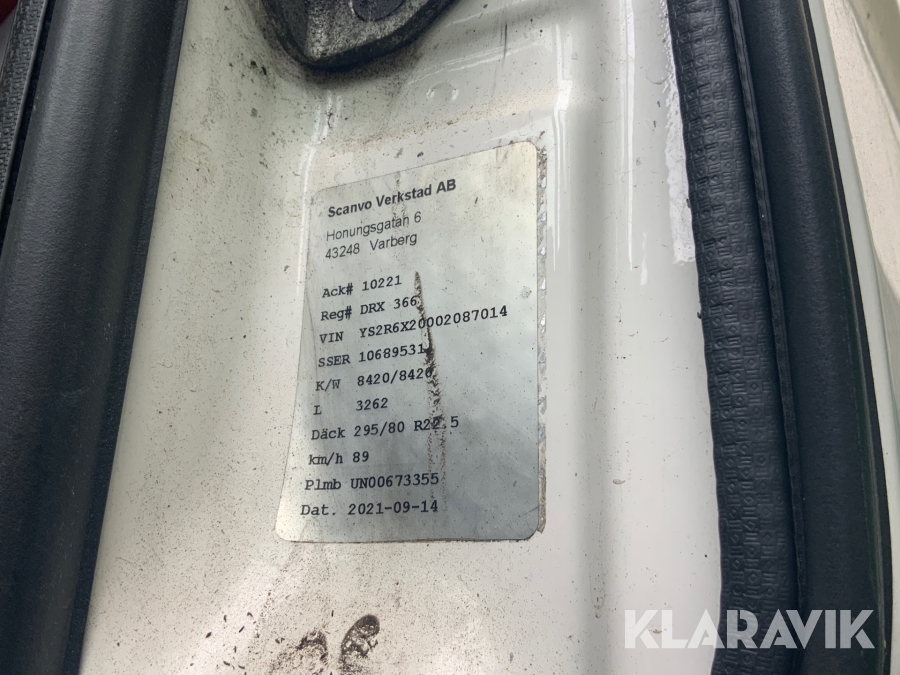 Scanvo Verkstad AB
Honungsgatan 6
43248 Varberg
Ack# 10221
Reg# DRX 366
VIN YS2R6X20002087014
SSER 10689531
K/W 8420/8420
L 3262
Däck 295/80 R22.5
km/h 89
Plmb UN00673355
Dat. 2021-09-14
KLARAVIK